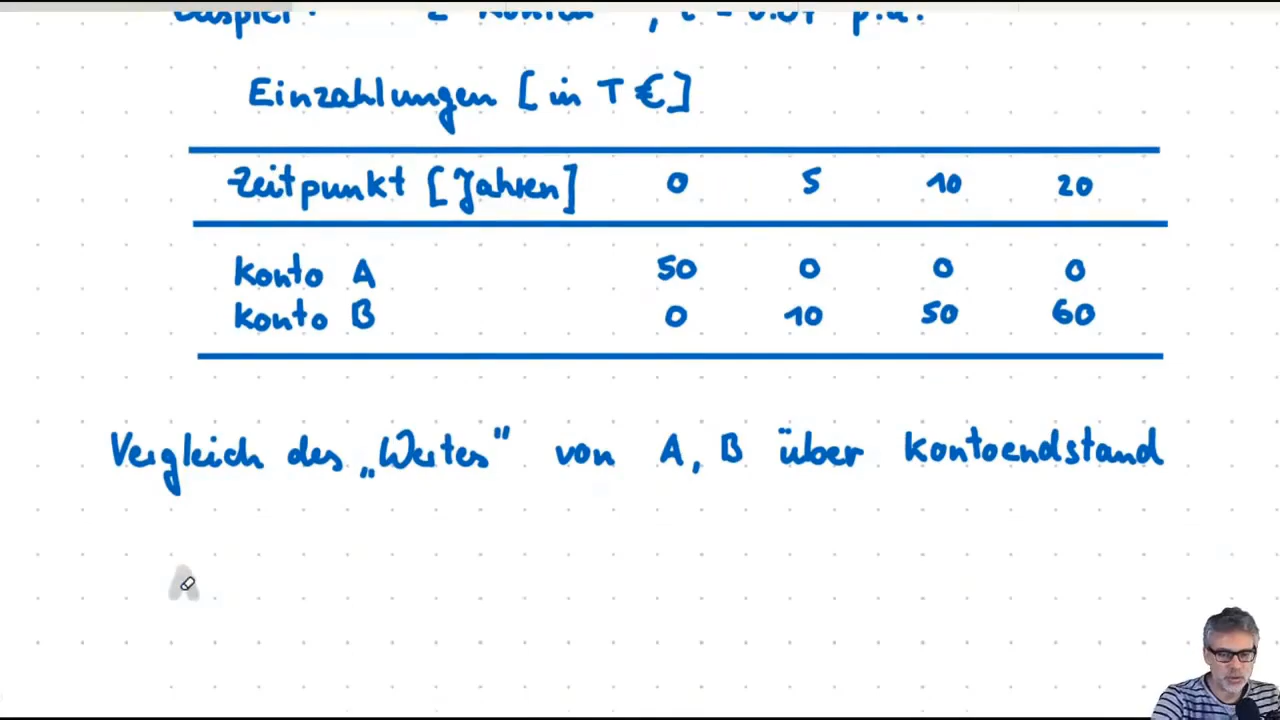 Einzahlungen [in T €]
Zeitpunkt [Jahren] 0 5 10 20
Konto A 50 0 0 0
Konto B 0 10 50 60
Vergleich des „Wertes" von A, B über Kontoendstand